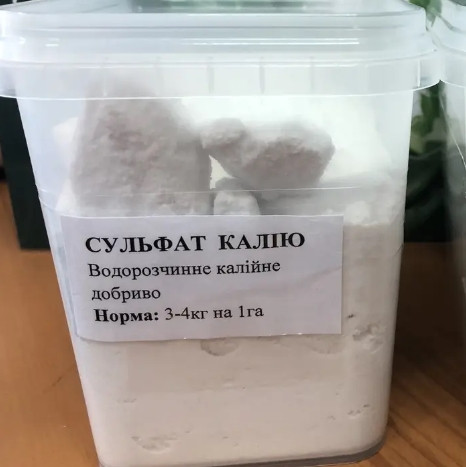 СУЛЬФАТ КАЛІЮ
Водорозчинне калійне
добриво
Норма: 3-4кг на 1га